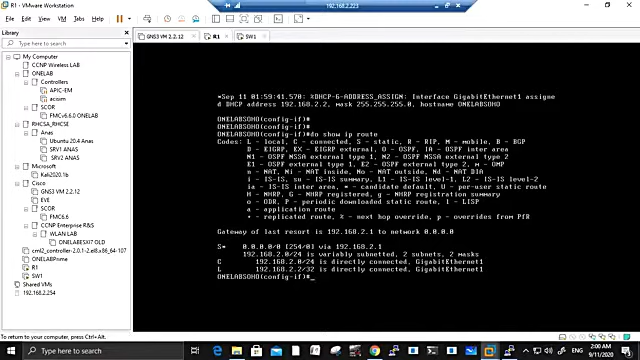 R1 - VMware Workstation
192.168.2.223
File Edit View VM Tabs Help
Library
Type here to search
My Computer
CCNP Wireless LAB
ONELAB
Controllers
APIC-EM
acosim
SCOR
FMCv6.6.0 ONELAB
RHCSA_RHCSE
Anas
Ubuntu 20.4 Anas
SRV1 ANAS
SRV2 ANAS
Microsoft
Kali2020.1b
Cisco
GNS3 VM 2.2.12
EVE
SCOR
FMC6.6
CCNP Enterprise R&S
WLAN LAB
ONELABESXI7 OLD
cml2_controller-2.0.1-2.el8.x86_64-107
ONELABPnme
R1
SW1
Shared VMs
192.168.2.254
GNS3 VM 2.2.12
R1
SW1
*Sep 11 01:59:41.570: %DHCP-6-ADDRESS_ASSIGN: Interface GigabitEthernet1 assigne
d DHCP address 192.168.2.2, mask 255.255.255.0, hostname ONELABSOHO
ONELABSOHO(config-if)#
ONELABSOHO(config-if)#
ONELABSOHO(config-if)#do show ip route
Codes: L - local, C - connected, S - static, R - RIP, M - mobile, B - BGP
D - EIGRP, EX - EIGRP external, O - OSPF, IA - OSPF inter area
N1 - OSPF NSSA external type 1, N2 - OSPF NSSA external type 2
E1 - OSPF external type 1, E2 - OSPF external type 2, m - OMP
n - NAT, Ni - NAT inside, No - NAT outside, Nd - NAT DIA
i - IS-IS, su - IS-IS summary, L1 - IS-IS level-1, L2 - IS-IS level-2
ia - IS-IS inter area, * - candidate default, U - per-user static route
H - NHRP, G - NHRP registered, g - NHRP registration summary
o - ODR, P - periodic downloaded static route, l - LISP
a - application route
+ - replicated route, % - next hop override, p - overrides from PfR
Gateway of last resort is 192.168.2.1 to network 0.0.0.0
S* 0.0.0.0/0 [254/0] via 192.168.2.1
192.168.2.0/24 is variably subnetted, 2 subnets, 2 masks
C 192.168.2.0/24 is directly connected, GigabitEthernet1
L 192.168.2.2/32 is directly connected, GigabitEthernet1
ONELABSOHO(config-if)#_
To return to your computer, press Ctrl+Alt.
Type here to search
2:00 AM
9/11/2020